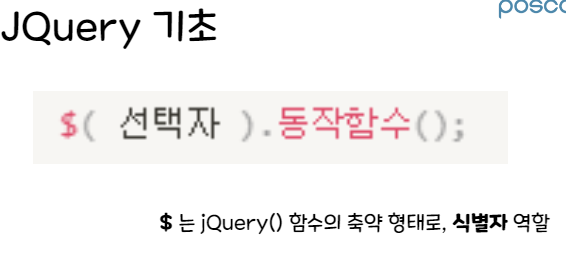 posco
JQuery 기초
$( 선택자 ).동작함수();
$ 는 jQuery() 함수의 축약 형태로, 식별자 역할